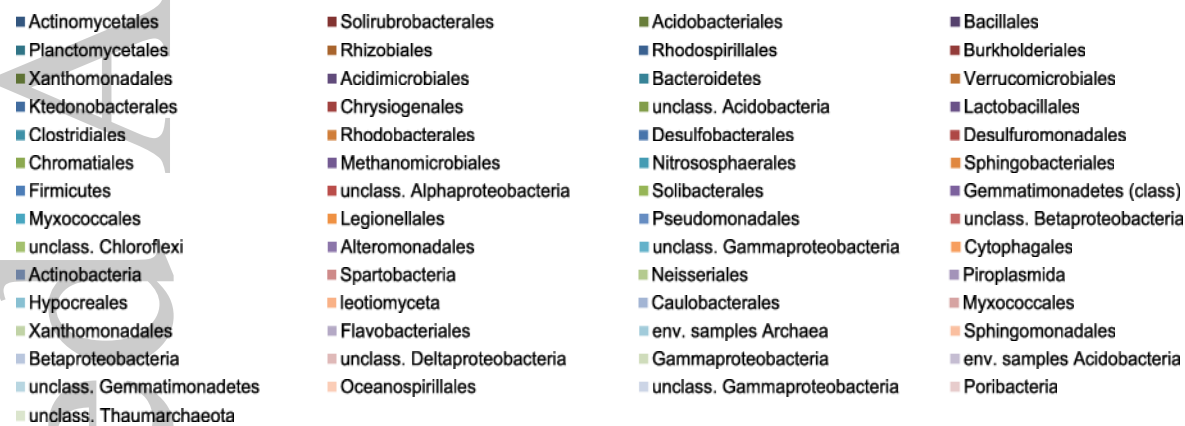 Actinomycetales Solirubrobacterales Acidobacteriales Bacillales
Planctomycetales Rhizobiales Rhodospirillales Burkholderiales
Xanthomonadales Acidimicrobiales Bacteroidetes Verrucomicrobiales
Ktedonobacterales Chrysiogenales unclass. Acidobacteria Lactobacillales
Clostridiales Rhodobacterales Desulfobacterales Desulfuromonadales
Chromatiales Methanomicrobiales Nitrososphaerales Sphingobacteriales
Firmicutes unclass. Alphaproteobacteria Solibacterales Gemmatimonadetes (class)
Myxococcales Legionellales Pseudomonadales unclass. Betaproteobacteria
unclass. Chloroflexi Alteromonadales unclass. Gammaproteobacteria Cytophagales
Actinobacteria Spartobacteria Neisseriales Piroplasmida
Hypocreales leotiomyceta Caulobacterales Myxococcales
Xanthomonadales Flavobacteriales env. samples Archaea Sphingomonadales
Betaproteobacteria unclass. Deltaproteobacteria Gammaproteobacteria env. samples Acidobacteria
unclass. Gemmatimonadetes Oceanospirillales unclass. Gammaproteobacteria Poribacteria
unclass. Thaumarchaeota